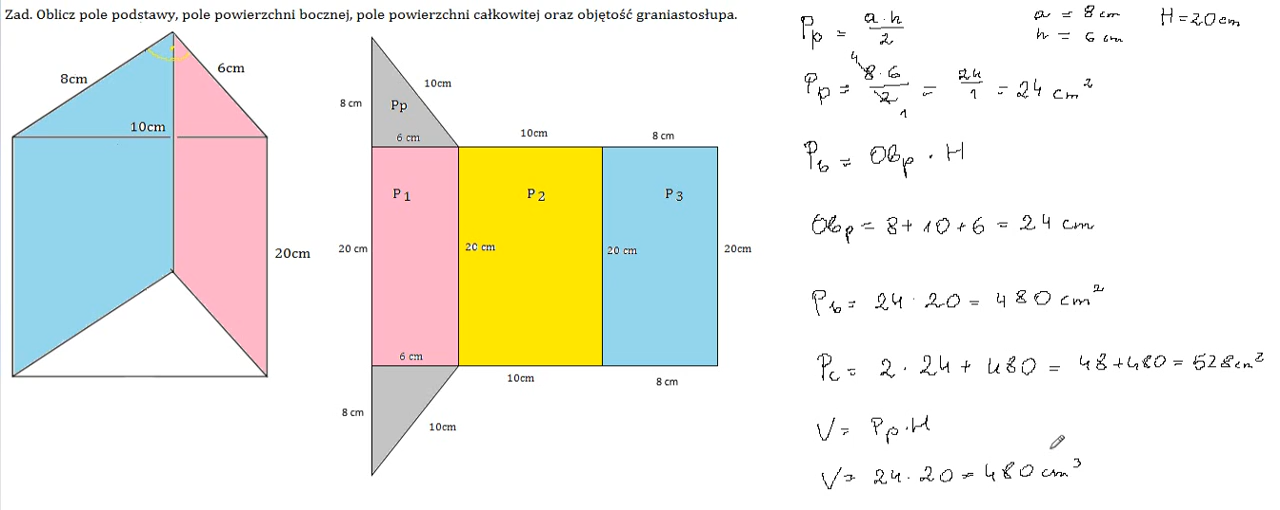 Zad. Oblicz pole podstawy, pole powierzchni bocznej, pole powierzchni całkowitej oraz objętość graniastosłupa.
8cm
6cm
10cm
20cm
8 cm
10cm
Pp
6 cm
10cm
8 cm
P1
P2
P3
20 cm
20 cm
20 cm
20cm
6 cm
10cm
8 cm
8 cm
10cm
a = 8 cm H = 20 cm
h = 6 cm
Pp = a·h/2
Pp = 8·6/2 4 1 = 24/1 = 24 cm²
Pb = Obp · H
Obp = 8 + 10 + 6 = 24 cm
Pb = 24 · 20 = 480 cm²
Pc = 2 · 24 + 480 = 48 + 480 = 528 cm²
V = Pp · H
V = 24 · 20 = 480 cm³